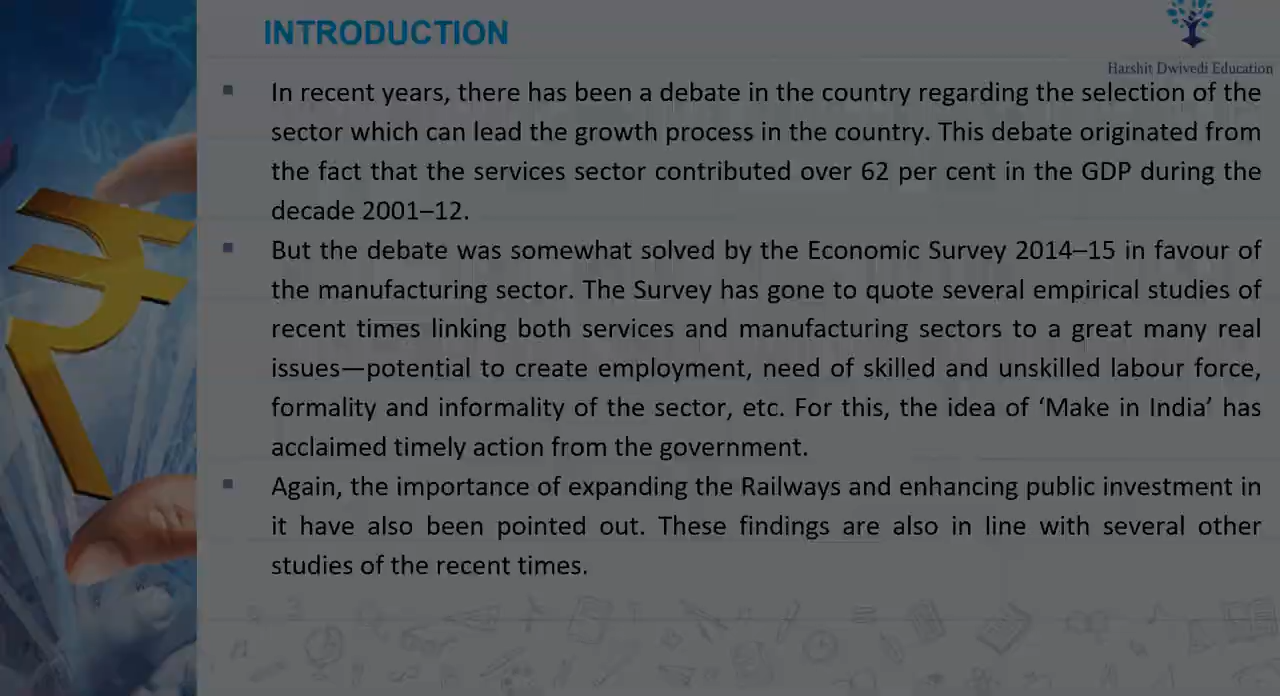 INTRODUCTION
Harshit Dwivedi Education
▪ In recent years, there has been a debate in the country regarding the selection of the
sector which can lead the growth process in the country. This debate originated from
the fact that the services sector contributed over 62 per cent in the GDP during the
decade 2001–12.
▪ But the debate was somewhat solved by the Economic Survey 2014–15 in favour of
the manufacturing sector. The Survey has gone to quote several empirical studies of
recent times linking both services and manufacturing sectors to a great many real
issues—potential to create employment, need of skilled and unskilled labour force,
formality and informality of the sector, etc. For this, the idea of ‘Make in India’ has
acclaimed timely action from the government.
▪ Again, the importance of expanding the Railways and enhancing public investment in
it have also been pointed out. These findings are also in line with several other
studies of the recent times.